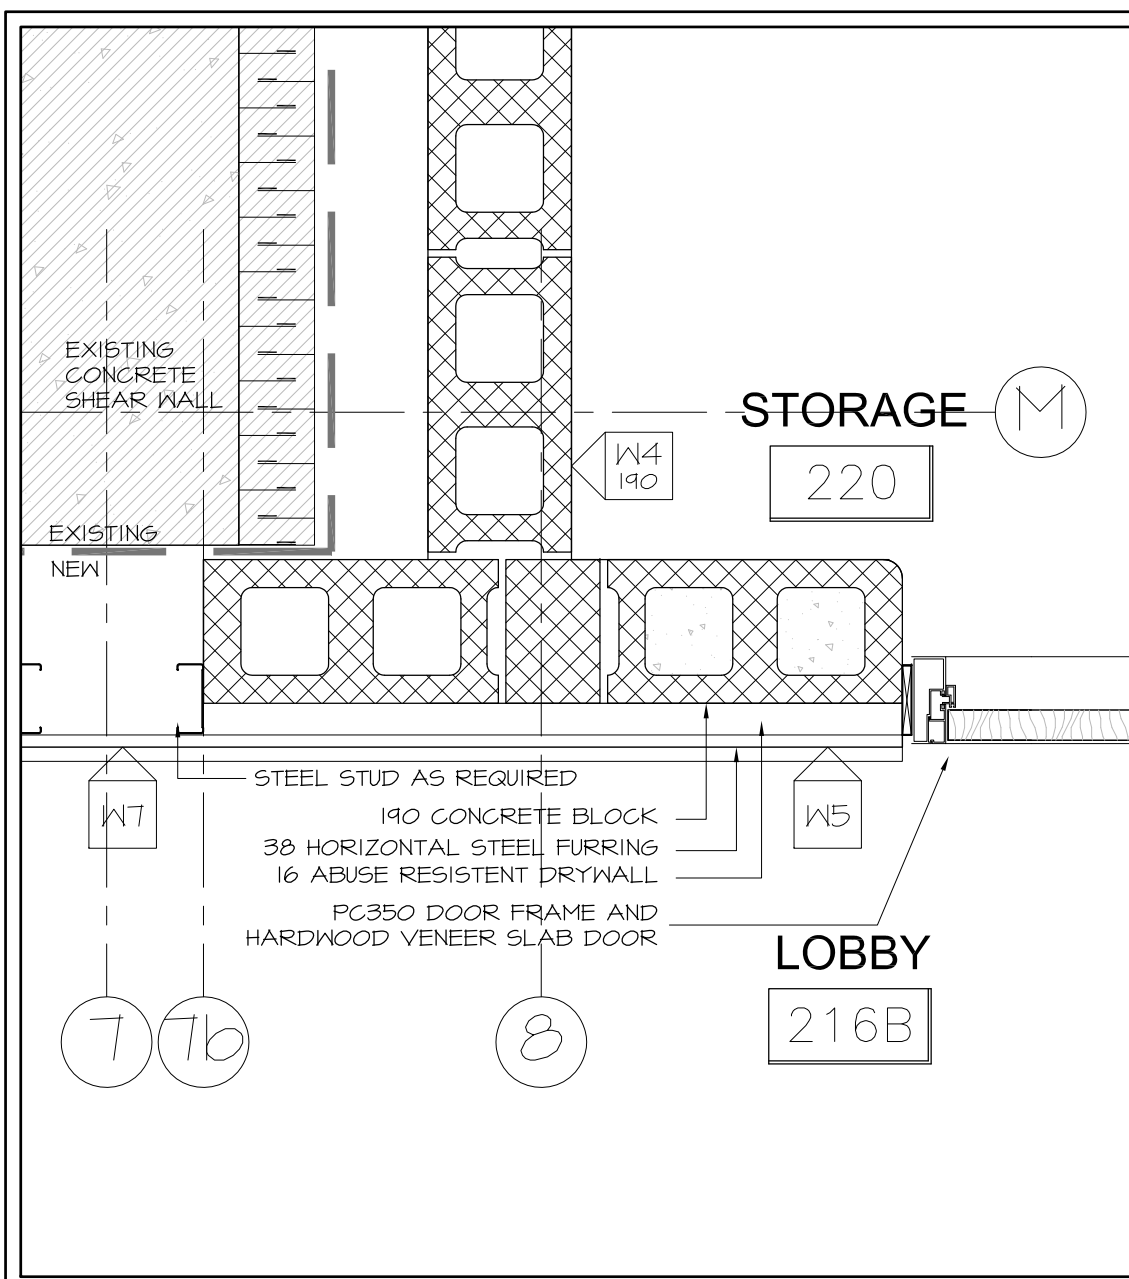 EXISTING
CONCRETE
SHEAR WALL
STORAGE
M
W4
190
220
EXISTING
NEW
STEEL STUD AS REQUIRED
W7
190 CONCRETE BLOCK
W5
38 HORIZONTAL STEEL FURRING
16 ABUSE RESISTENT DRYWALL
PC350 DOOR FRAME AND
HARDWOOD VENEER SLAB DOOR
LOBBY
216B
7
7b
8